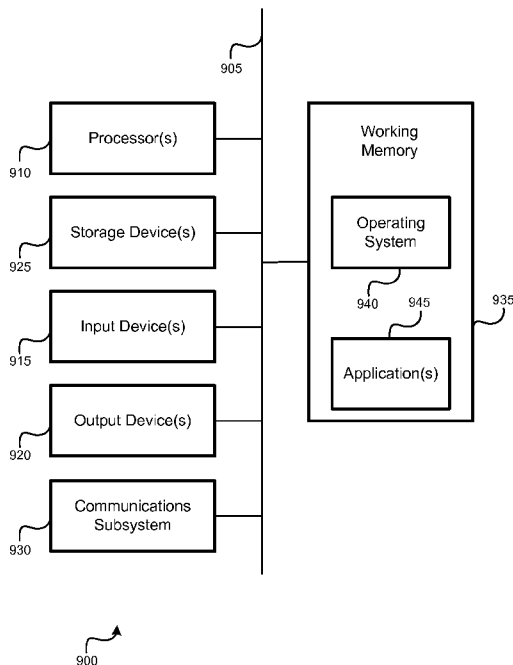 905
Processor(s)
910
Storage Device(s)
925
Input Device(s)
915
Output Device(s)
920
Communications
Subsystem
930
Working
Memory
Operating
System
940
945
Application(s)
935
900